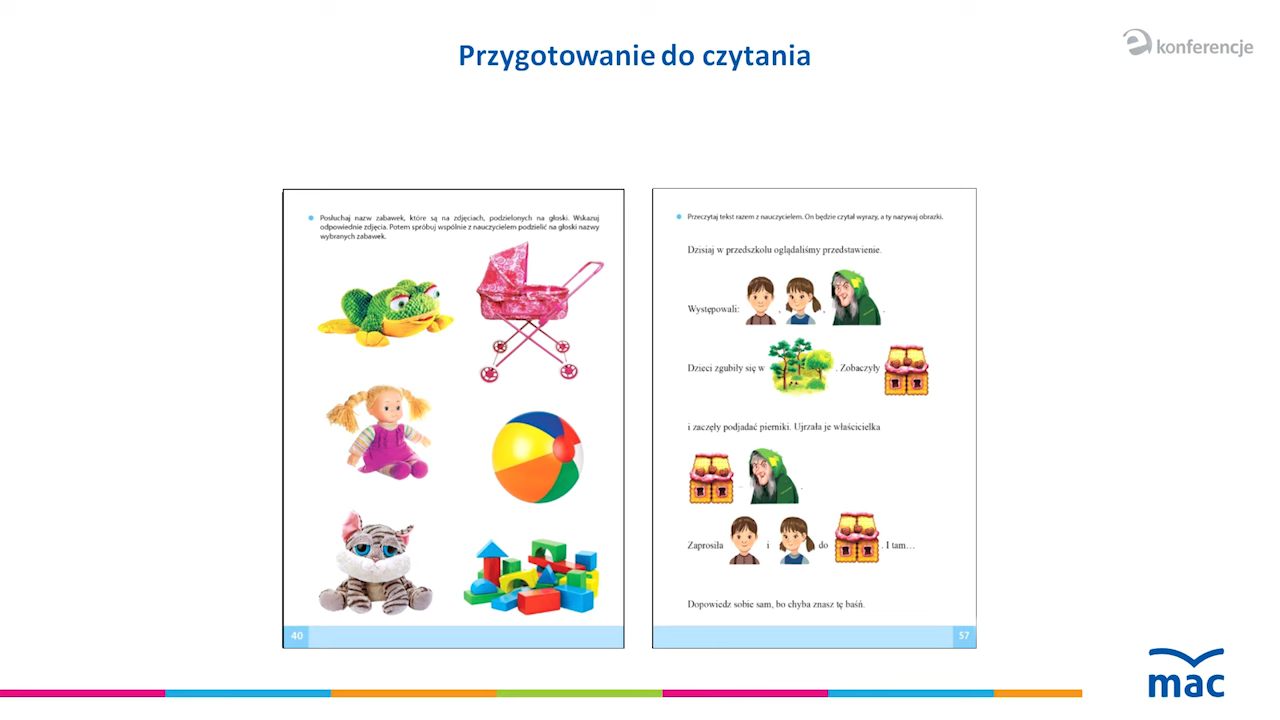 Przygotowanie do czytania
e konferencje
Posłuchaj nazw zabawek, które są na zdjęciach, podzielonych na głoski. Wskazuj
odpowiednie zdjęcia. Potem spróbuj wspólnie z nauczycielem podzielić na głoski nazwy
wybranych zabawek.
40
Przeczytaj tekst razem z nauczycielem. On będzie czytał wyrazy, a ty nazywaj obrazki.
Dzisiaj w przedszkolu oglądaliśmy przedstawienie.
Występowali: , , .
Dzieci zgubiły się w . Zobaczyły
i zaczęły podjadać pierniki. Ujrzała je właścicielka
.
Zaprosiła i do . I tam...
Dopowiedz sobie sam, bo chyba znasz tę baśń.
57
mac